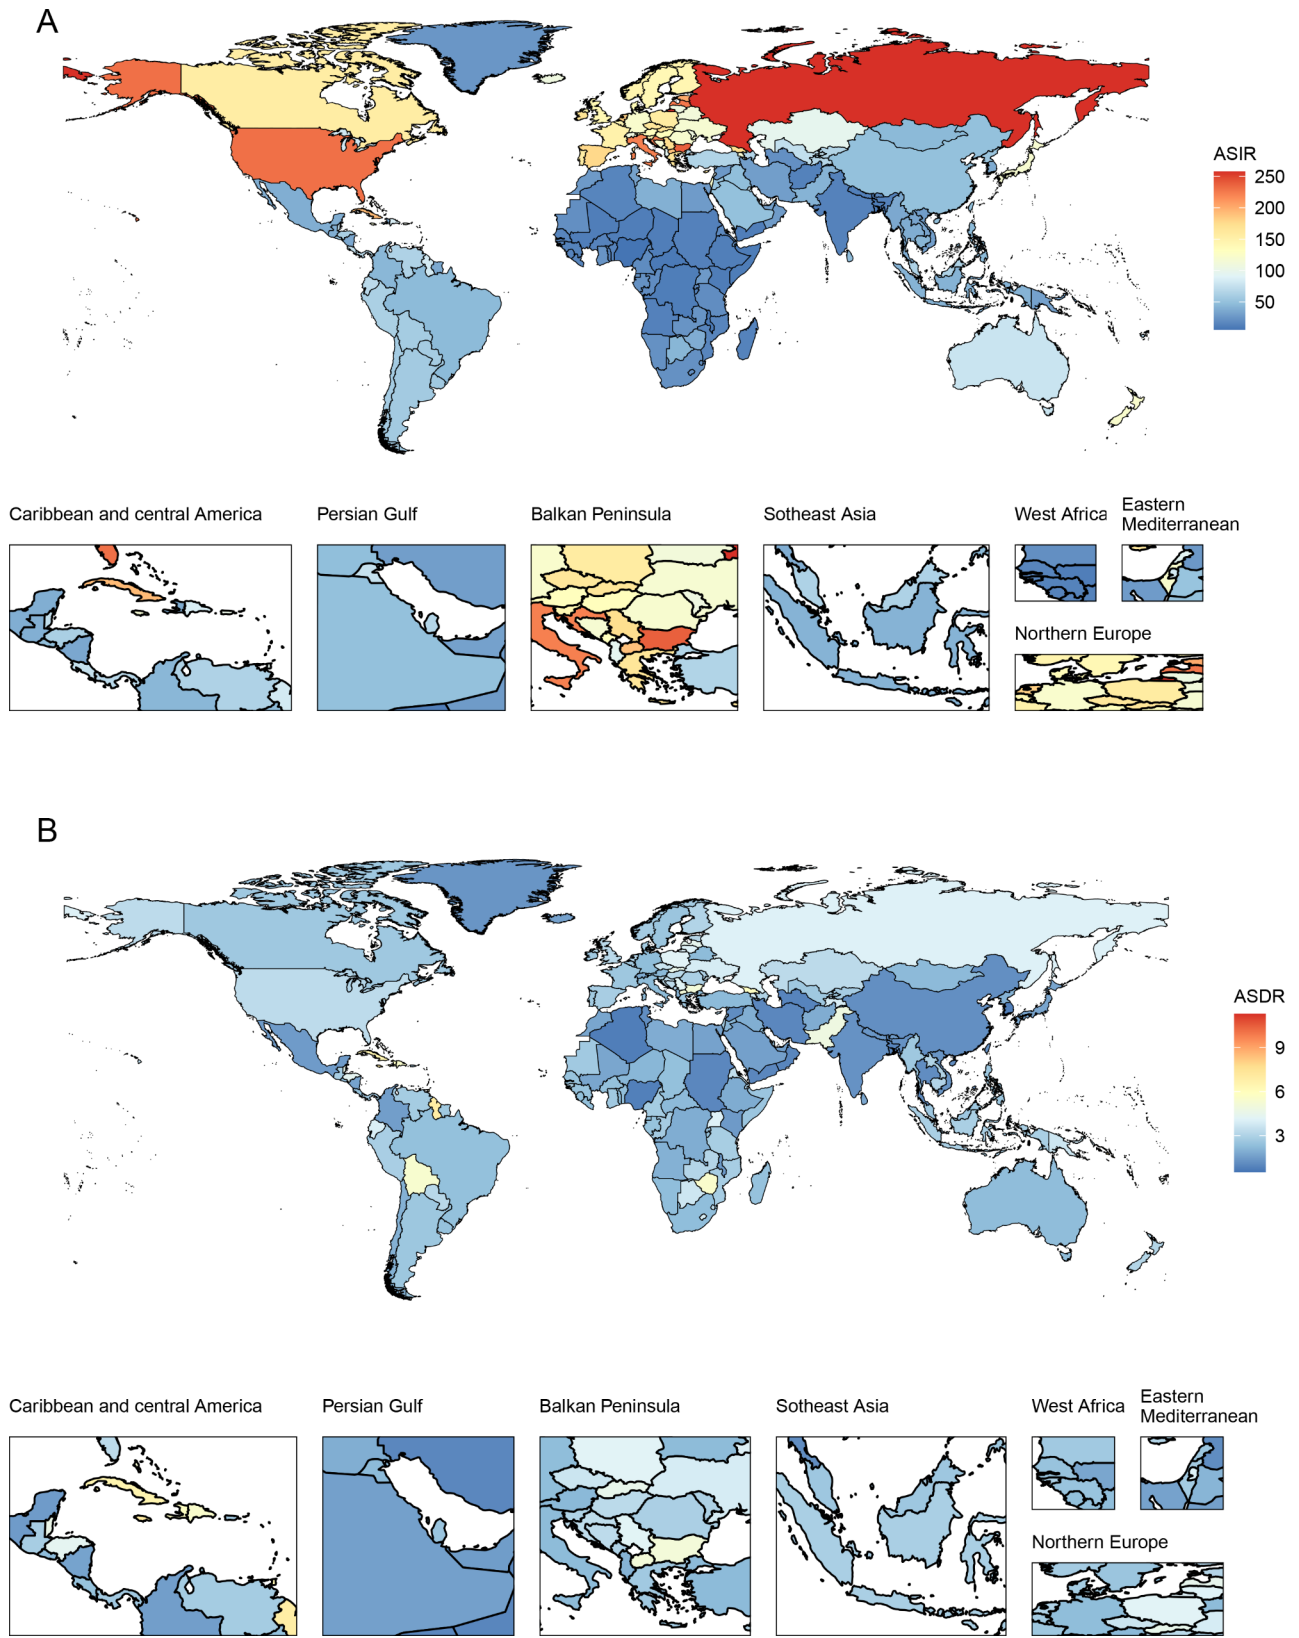 A
ASIR
250
200
150
100
50
Caribbean and central America
Persian Gulf
Balkan Peninsula
Sotheast Asia
West Africa
Eastern
Mediterranean
Northern Europe
B
ASDR
9
6
3
Caribbean and central America
Persian Gulf
Balkan Peninsula
Sotheast Asia
West Africa
Eastern
Mediterranean
Northern Europe